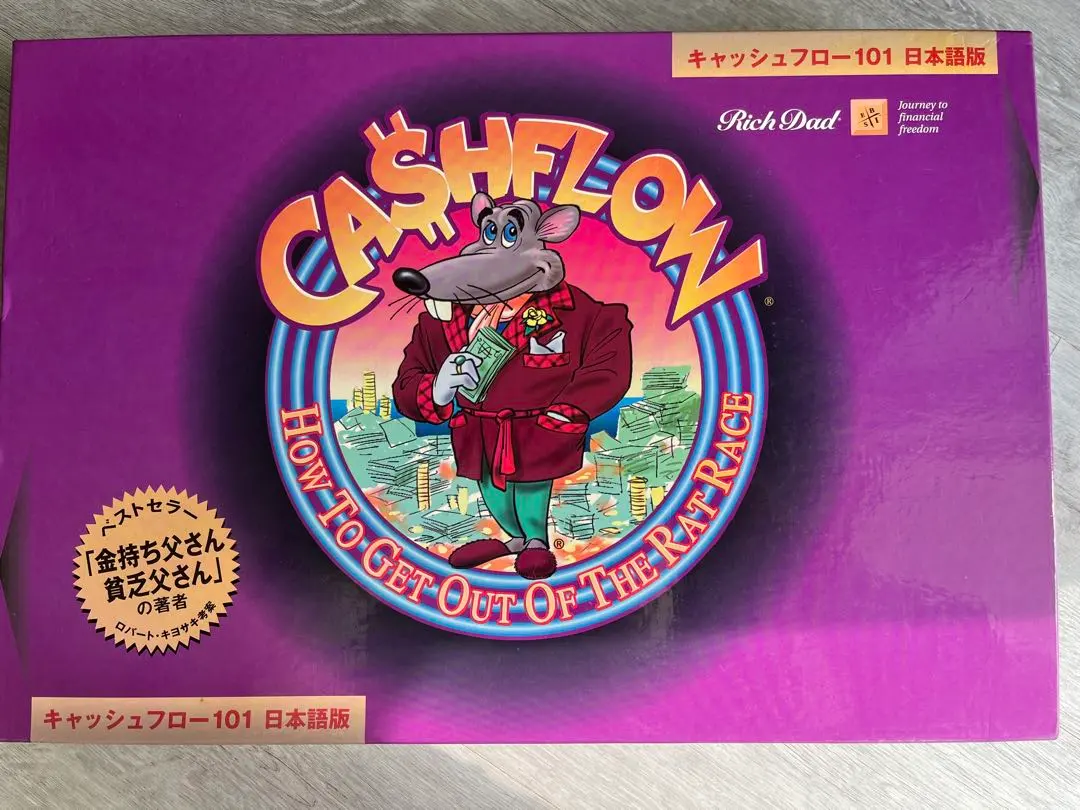 キャッシュフロー101 日本語版
Rich Dad
E B
S I
Journey to
financial
freedom
CA$HFLOW
®
HOW TO GET OUT OF THE RAT RACE
®
ベストセラー
「金持ち父さん
貧乏父さん」
の著者
ロバート・キヨサキ考案
キャッシュフロー101 日本語版